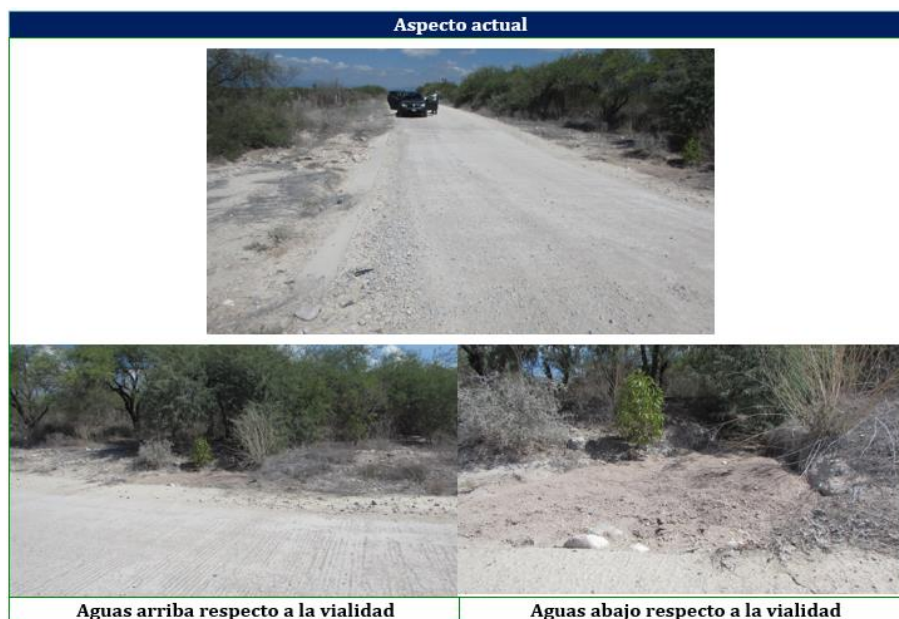 Aspecto actual
Aguas arriba respecto a la vialidad
Aguas abajo respecto a la vialidad